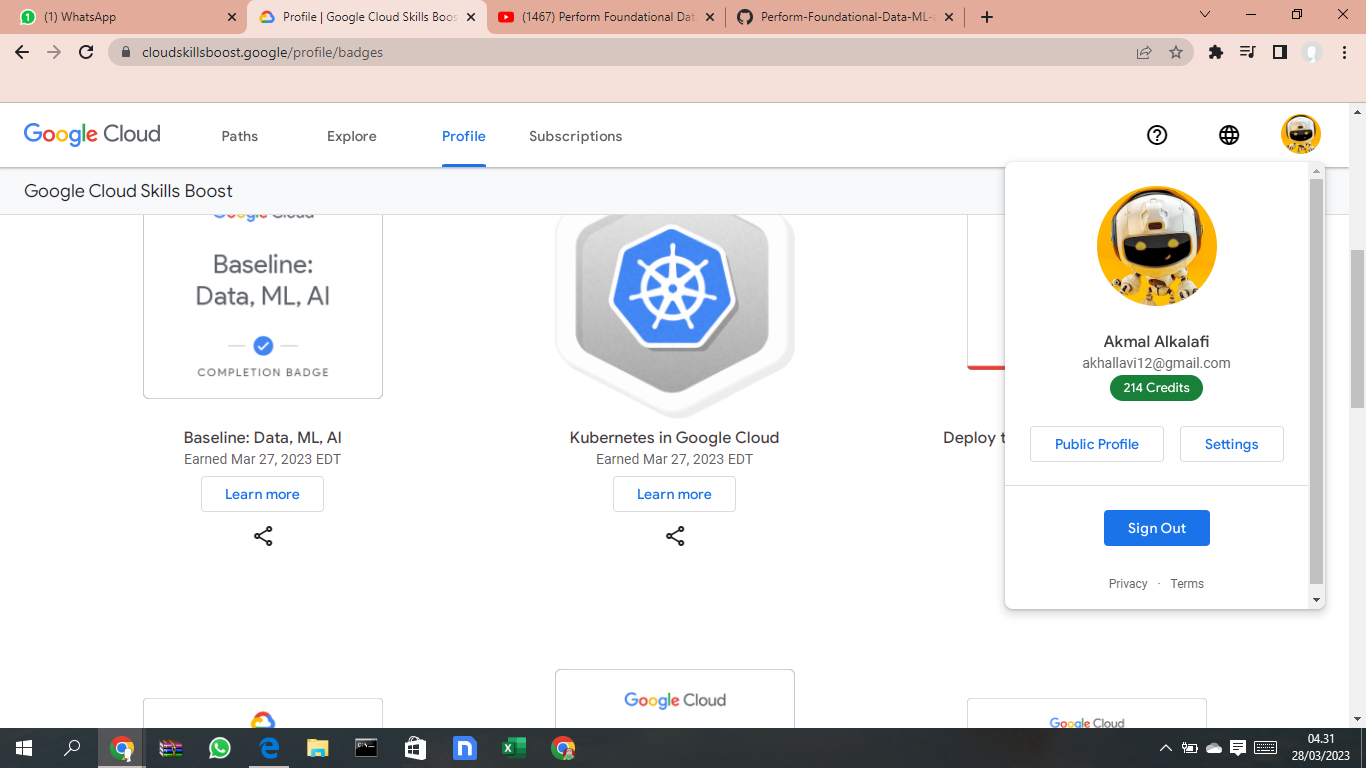 (1) WhatsApp
Profile | Google Cloud Skills Boos
(1467) Perform Foundational Dat
Perform-Foundational-Data-ML-
cloudskillsboost.google/profile/badges
Google Cloud
Paths
Explore
Profile
Subscriptions
Google Cloud Skills Boost
Google Cloud
Baseline:
Data, ML, AI
COMPLETION BADGE
Baseline: Data, ML, AI
Earned Mar 27, 2023 EDT
Learn more
Kubernetes in Google Cloud
Earned Mar 27, 2023 EDT
Learn more
Deploy t
Akmal Alkalafi
akhallavi12@gmail.com
214 Credits
Public Profile
Settings
Sign Out
Privacy · Terms
Google Cloud
Google Cloud
04.31
28/03/2023